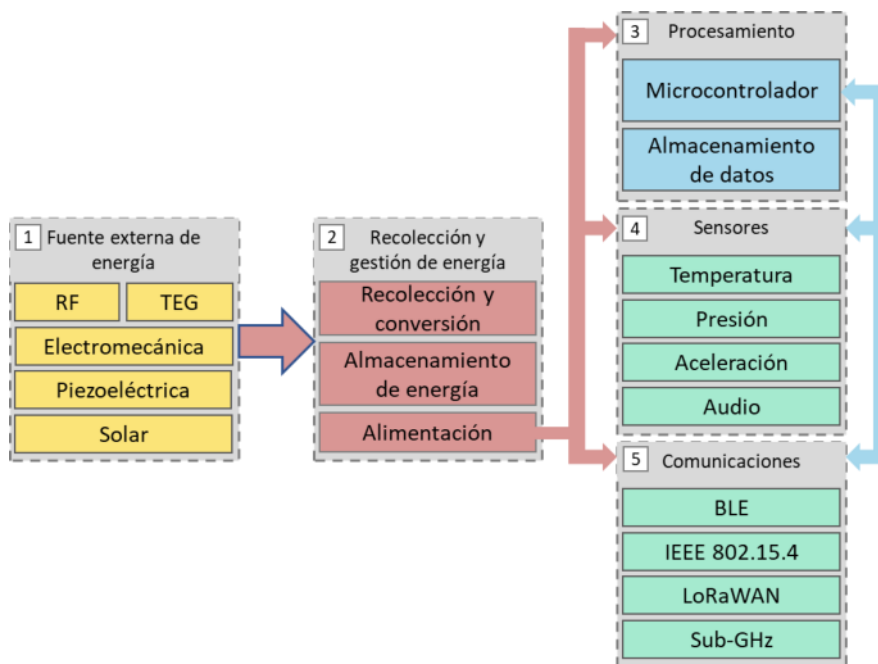 1
Fuente externa de
energía
RF
TEG
Electromecánica
Piezoeléctrica
Solar
2
Recolección y
gestión de energía
Recolección y
conversión
Almacenamiento
de energía
Alimentación
3
Procesamiento
Microcontrolador
Almacenamiento
de datos
4
Sensores
Temperatura
Presión
Aceleración
Audio
5
Comunicaciones
BLE
IEEE 802.15.4
LoRaWAN
Sub-GHz